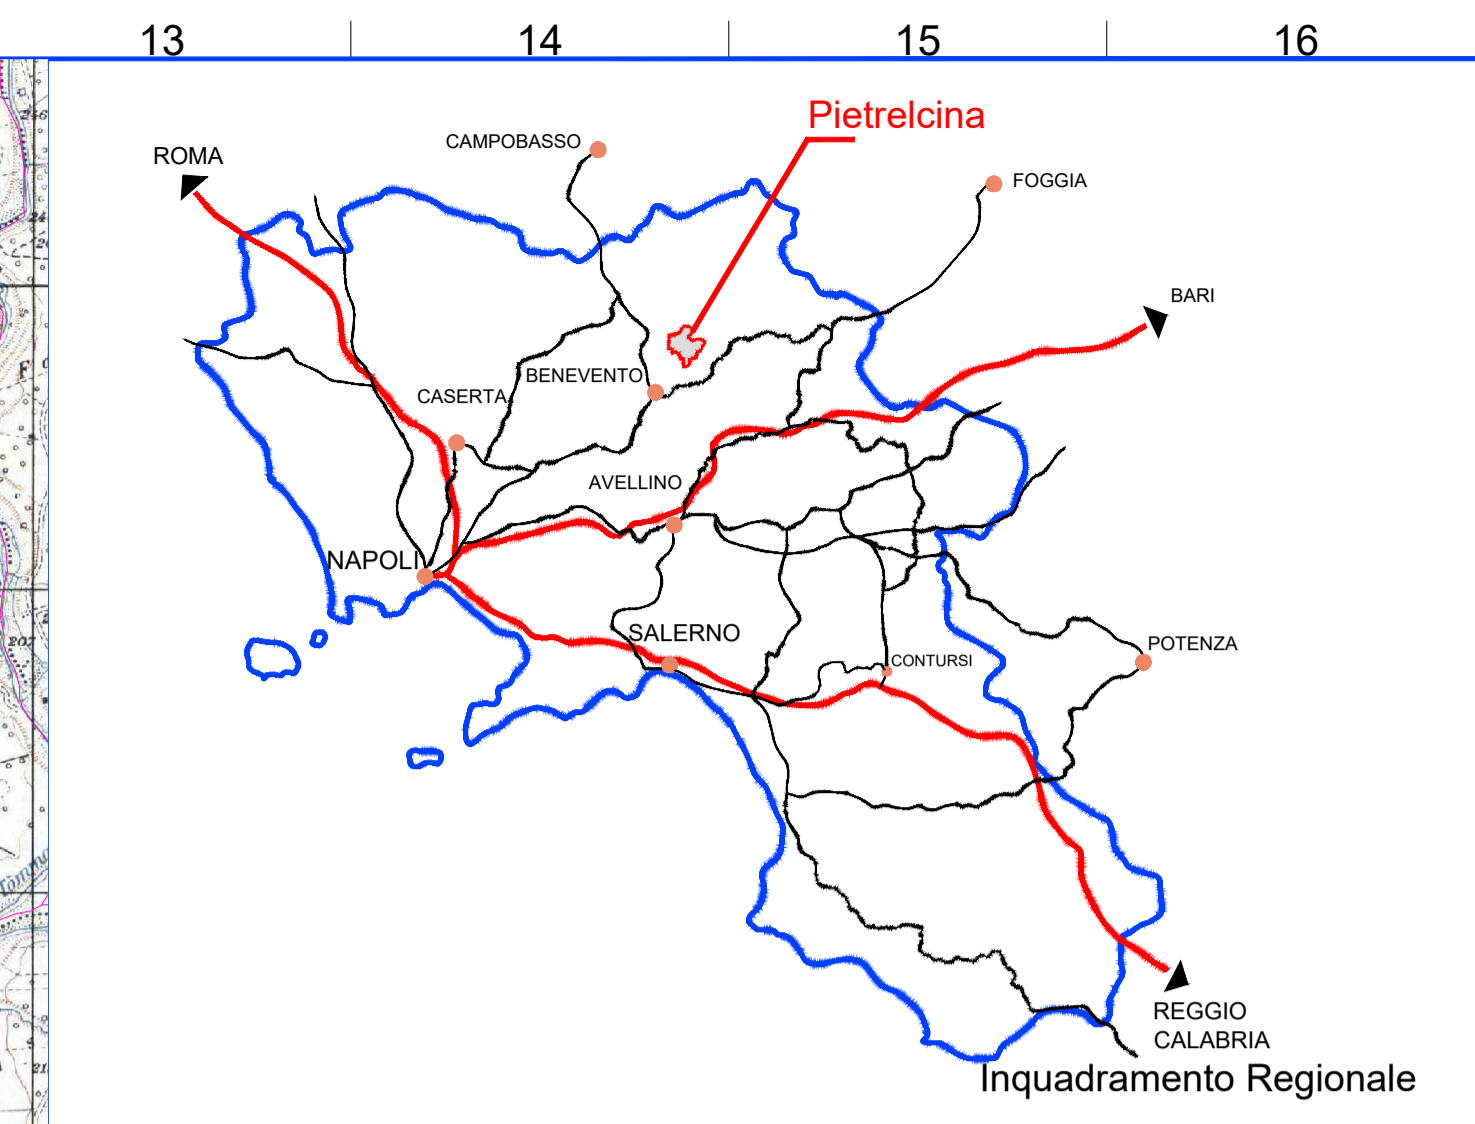 13 14 15 16
Pietrelcina
CAMPOBASSO
ROMA
FOGGIA
BARI
BENEVENTO
CASERTA
AVELLINO
NAPOLI
SALERNO
POTENZA
CONTURSI
207
REGGIO
CALABRIA
Inquadramento Regionale